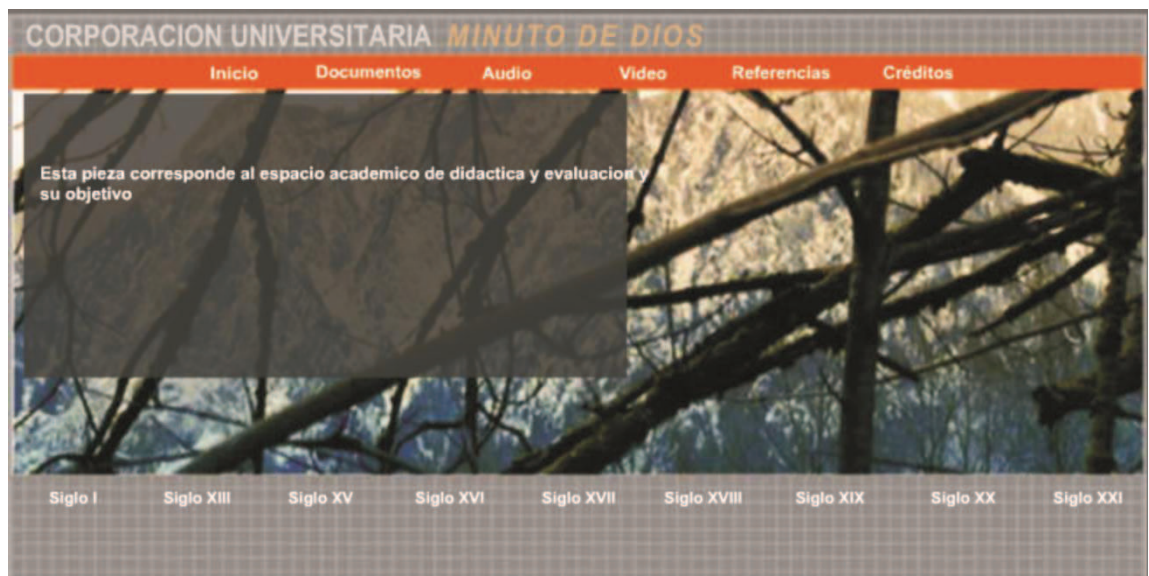 CORPORACION UNIVERSITARIA MINUTO DE DIOS
Inicio Documentos Audio Video Referencias Créditos
Esta pieza corresponde al espacio academico de didactica y evaluacion y
su objetivo
Siglo I Siglo XIII Siglo XV Siglo XVI Siglo XVII Siglo XVIII Siglo XIX Siglo XX Siglo XXI